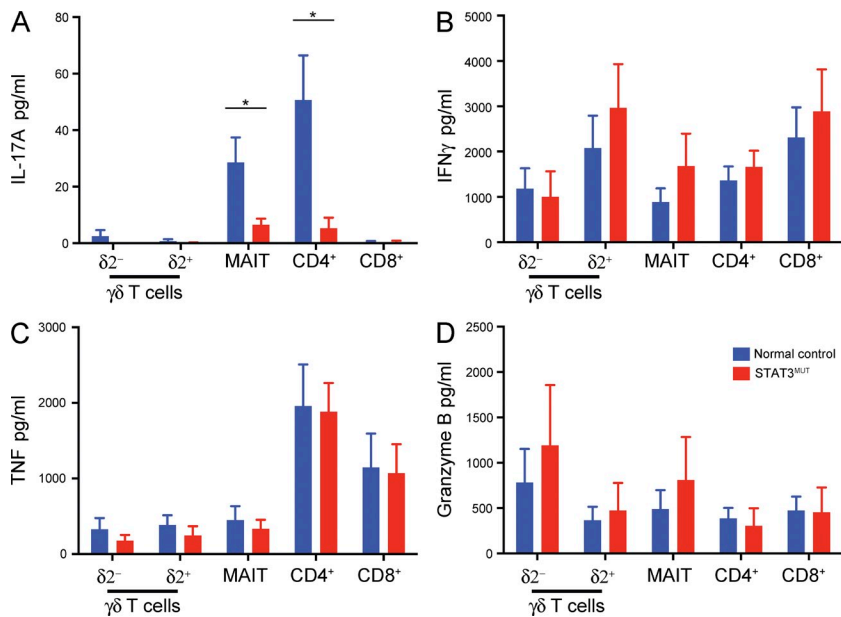 A
IL-17A pg/ml
80
60
40
20
0
*
*
δ2⁻ δ2⁺ MAIT CD4⁺ CD8⁺
γδ T cells
B
IFNγ pg/ml
5000
4000
3000
2000
1000
0
δ2⁻ δ2⁺ MAIT CD4⁺ CD8⁺
γδ T cells
C
TNF pg/ml
3000
2000
1000
0
δ2⁻ δ2⁺ MAIT CD4⁺ CD8⁺
γδ T cells
D
Granzyme B pg/ml
2500
2000
1500
1000
500
0
Normal control
STAT3ᴹᵁᵀ
δ2⁻ δ2⁺ MAIT CD4⁺ CD8⁺
γδ T cells